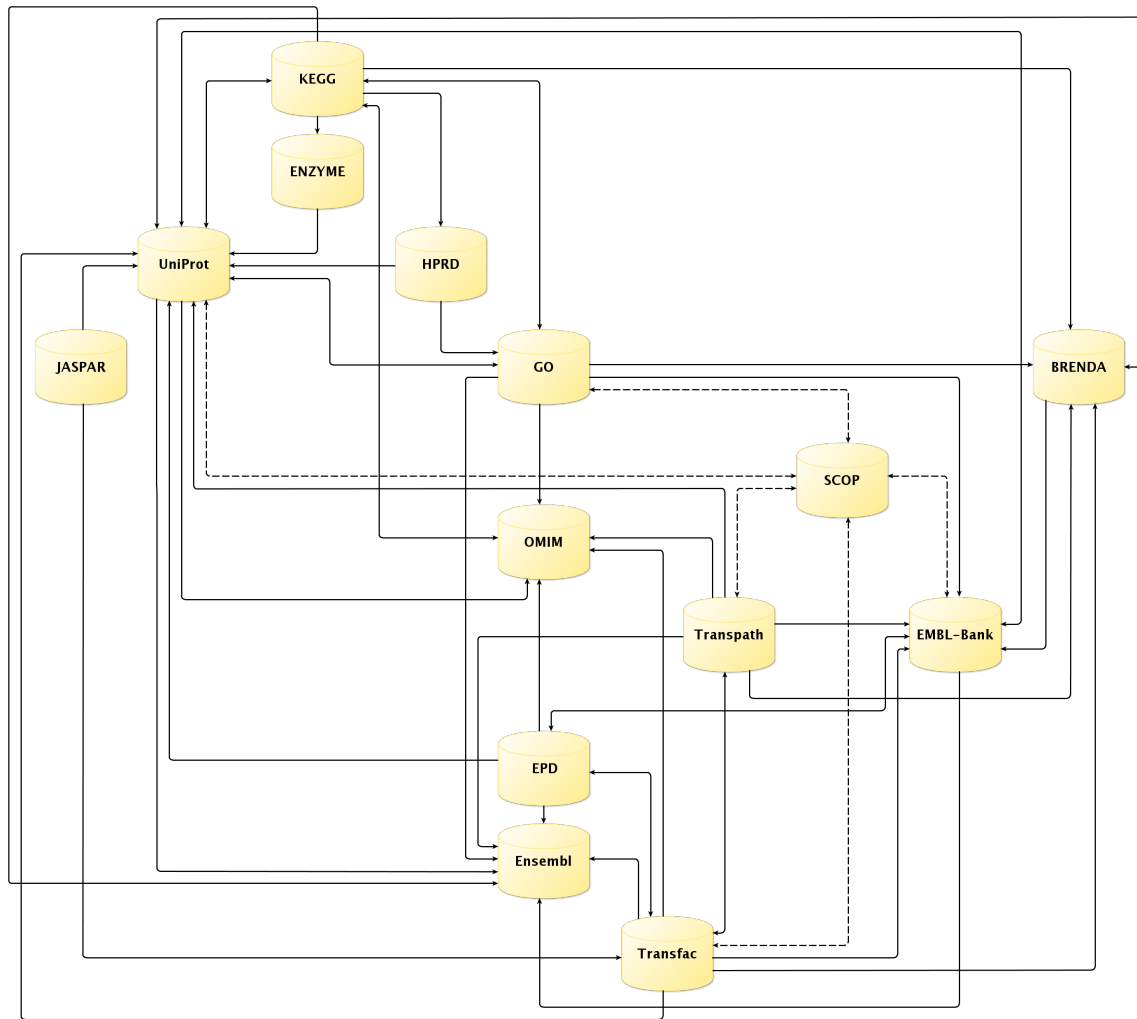 KEGG
ENZYME
UniProt
HPRD
JASPAR
GO
BRENDA
SCOP
OMIM
Transpath
EMBL-Bank
EPD
Ensembl
Transfac